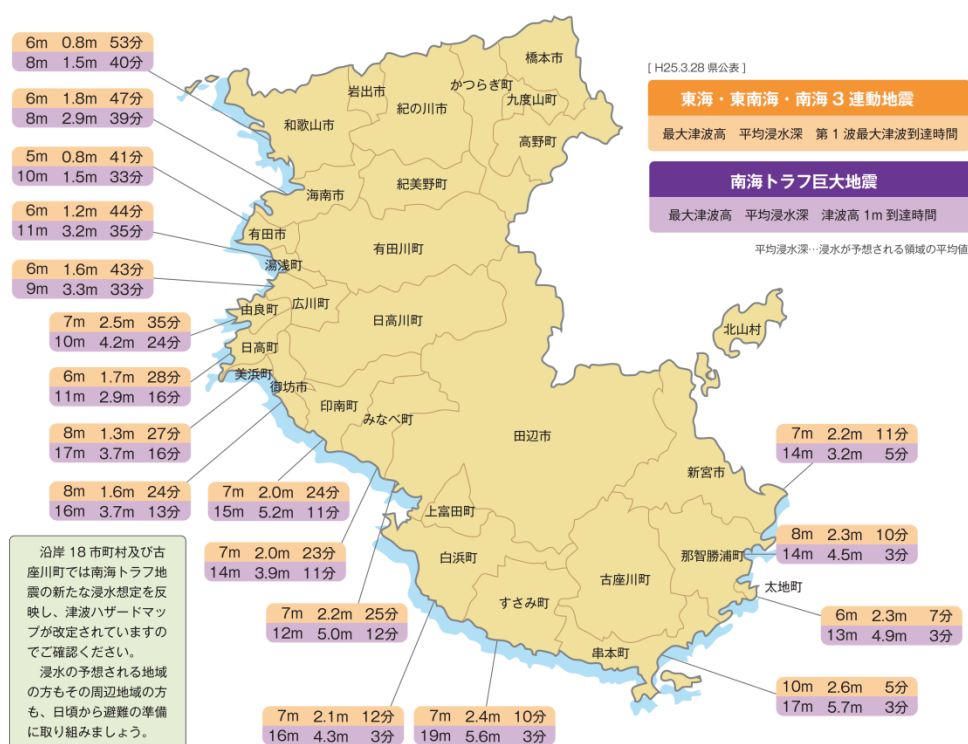 [ H25.3.28 県公表 ]
東海・東南海・南海3連動地震
最大津波高 平均浸水深 第1波最大津波到達時間
南海トラフ巨大地震
最大津波高 平均浸水深 津波高1m到達時間
平均浸水深…浸水が予想される領域の平均値
6m 0.8m 53分
8m 1.5m 40分
6m 1.8m 47分
8m 2.9m 39分
5m 0.8m 41分
10m 1.5m 33分
6m 1.2m 44分
11m 3.2m 35分
6m 1.6m 43分
9m 3.3m 33分
7m 2.5m 35分
10m 4.2m 24分
6m 1.7m 28分
11m 2.9m 16分
8m 1.3m 27分
17m 3.7m 16分
8m 1.6m 24分
16m 3.7m 13分
7m 2.0m 24分
15m 5.2m 11分
7m 2.0m 23分
14m 3.9m 11分
7m 2.2m 25分
12m 5.0m 12分
7m 2.1m 12分
16m 4.3m 3分
7m 2.4m 10分
19m 5.6m 3分
10m 2.6m 5分
17m 5.7m 3分
6m 2.3m 7分
13m 4.9m 3分
8m 2.3m 10分
14m 4.5m 3分
7m 2.2m 11分
14m 3.2m 5分
橋本市
かつらぎ町
九度山町
岩出市
紀の川市
和歌山市
高野町
紀美野町
海南市
有田市
有田川町
湯浅町
広川町
由良町
日高川町
日高町
美浜町
御坊市
印南町
みなべ町
田辺市
北山村
新宮市
上富田町
白浜町
那智勝浦町
古座川町
太地町
すさみ町
串本町
沿岸18市町村及び古
座川町では南海トラフ地
震の新たな浸水想定を反
映し、津波ハザードマッ
プが改定されていますの
でご確認ください。
浸水の予想される地域
の方もその周辺地域の方
も、日頃から避難の準備
に取り組みましょう。